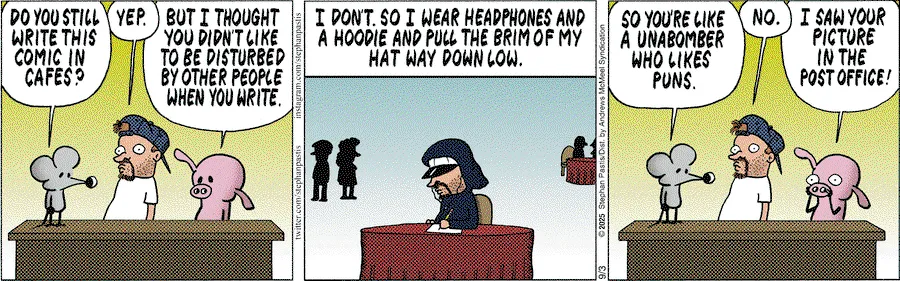 DO YOU STILL
WRITE THIS
COMIC IN
CAFES?
YEP.
BUT I THOUGHT
YOU DIDN'T LIKE
TO BE DISTURBED
BY OTHER PEOPLE
WHEN YOU WRITE.
twitter.com/stephanpastis instagram.com/stephanpastis
I DON'T. SO I WEAR HEADPHONES AND
A HOODIE AND PULL THE BRIM OF MY
HAT WAY DOWN LOW.
9/3 © 2025 Stephan Pastis/Dist. by Andrews McMeel Syndication
SO YOU'RE LIKE
A UNABOMBER
WHO LIKES
PUNS.
NO.
I SAW YOUR
PICTURE
IN THE
POST OFFICE!